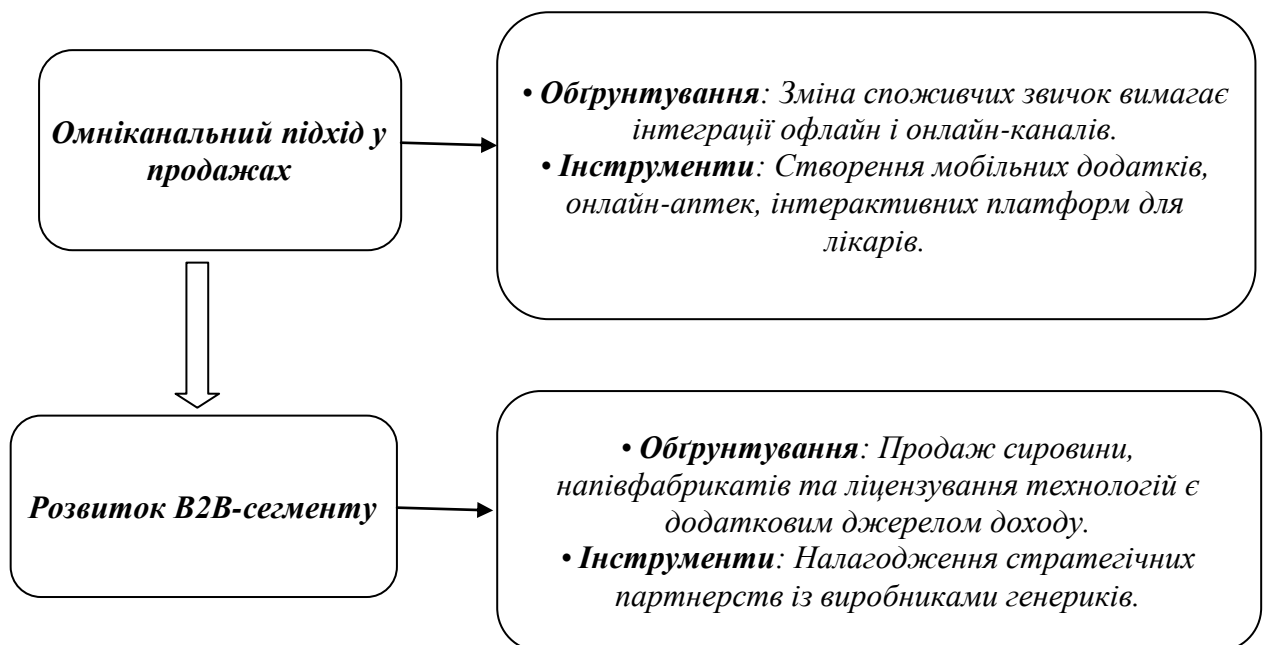 Омніканальний підхід у
продажах
• Обґрунтування: Зміна споживчих звичок вимагає
інтеграції офлайн і онлайн-каналів.
• Інструменти: Створення мобільних додатків,
онлайн-аптек, інтерактивних платформ для
лікарів.
Розвиток B2B-сегменту
• Обґрунтування: Продаж сировини,
напівфабрикатів та ліцензування технологій є
додатковим джерелом доходу.
• Інструменти: Налагодження стратегічних
партнерств із виробниками генериків.